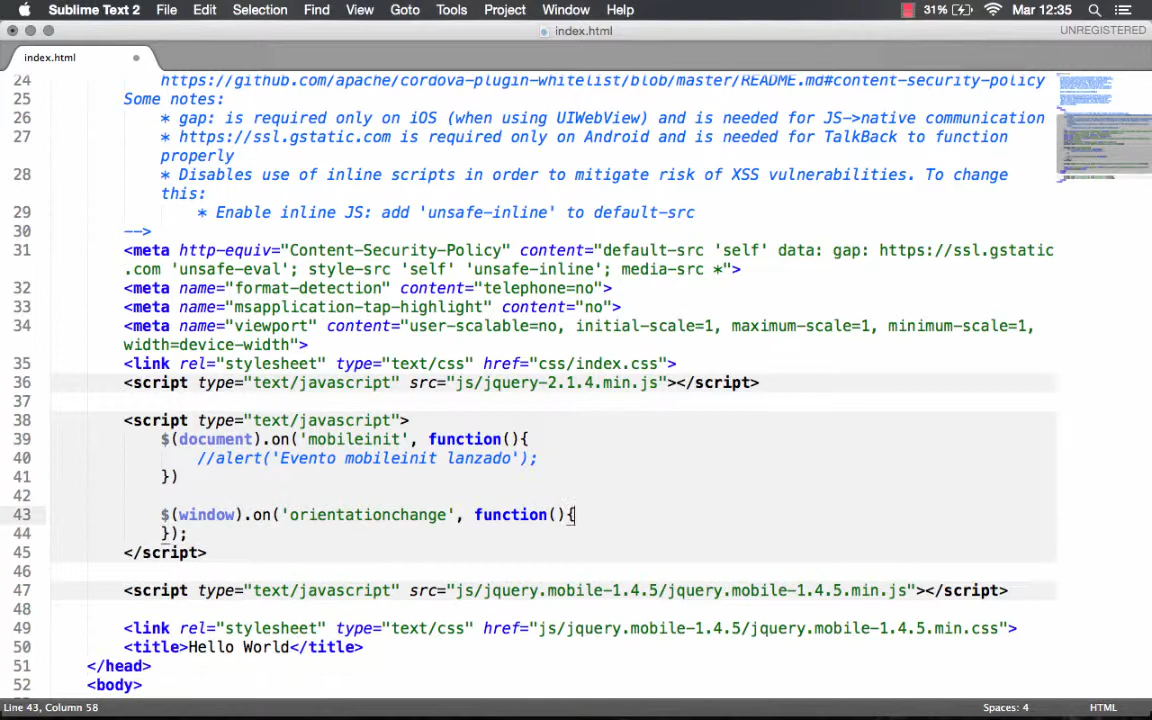 Sublime Text 2 File Edit Selection Find View Goto Tools Project Window Help 31% Mar 12:35
index.html UNREGISTERED
index.html
24 https://github.com/apache/cordova-plugin-whitelist/blob/master/README.md#content-security-policy
25 Some notes:
26 * gap: is required only on iOS (when using UIWebView) and is needed for JS->native communication
27 * https://ssl.gstatic.com is required only on Android and is needed for TalkBack to function
properly
28 * Disables use of inline scripts in order to mitigate risk of XSS vulnerabilities. To change
this:
29 * Enable inline JS: add 'unsafe-inline' to default-src
30 -->
31 <meta http-equiv="Content-Security-Policy" content="default-src 'self' data: gap: https://ssl.gstatic
.com 'unsafe-eval'; style-src 'self' 'unsafe-inline'; media-src *">
32 <meta name="format-detection" content="telephone=no">
33 <meta name="msapplication-tap-highlight" content="no">
34 <meta name="viewport" content="user-scalable=no, initial-scale=1, maximum-scale=1, minimum-scale=1,
width=device-width">
35 <link rel="stylesheet" type="text/css" href="css/index.css">
36 <script type="text/javascript" src="js/jquery-2.1.4.min.js"></script>
37
38 <script type="text/javascript">
39 $(document).on('mobileinit', function(){
40 //alert('Evento mobileinit lanzado');
41 })
42
43 $(window).on('orientationchange', function(){
44 });
45 </script>
46
47 <script type="text/javascript" src="js/jquery.mobile-1.4.5/jquery.mobile-1.4.5.min.js"></script>
48
49 <link rel="stylesheet" type="text/css" href="js/jquery.mobile-1.4.5/jquery.mobile-1.4.5.min.css">
50 <title>Hello World</title>
51 </head>
52 <body>
Line 43, Column 58 Spaces: 4 HTML